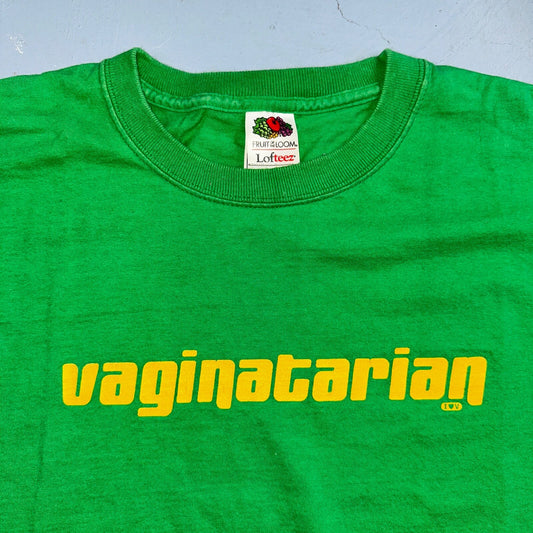 FRUIT OF THE LOOM.
Lofteez
vaginatarian
I ♥ V